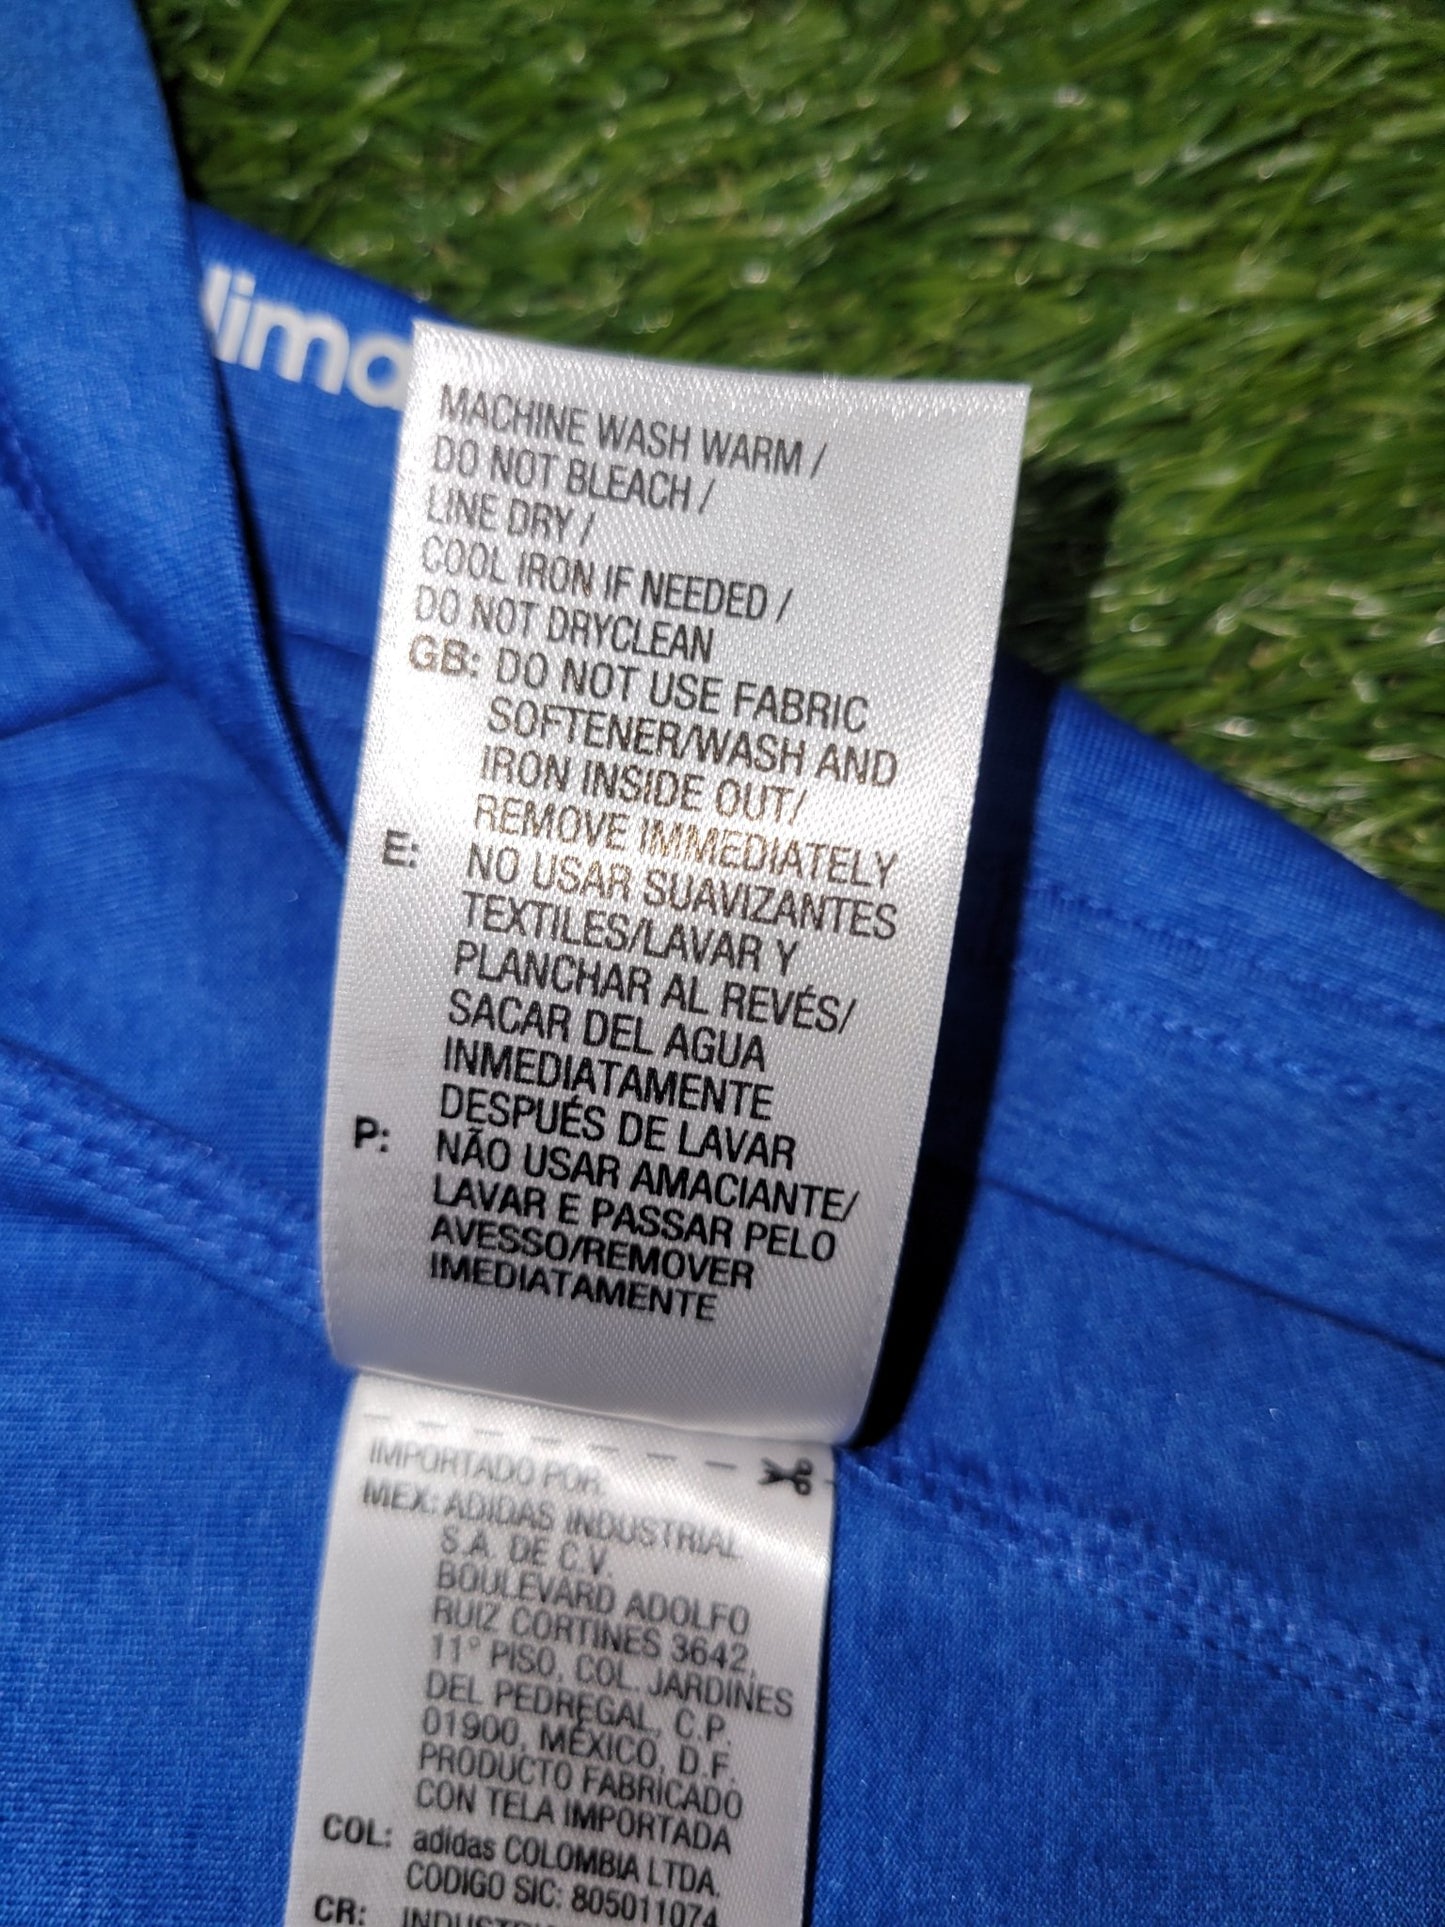 lima
MACHINE WASH WARM /
DO NOT BLEACH /
LINE DRY /
COOL IRON IF NEEDED /
DO NOT DRYCLEAN
GB: DO NOT USE FABRIC
SOFTENER/WASH AND
IRON INSIDE OUT/
REMOVE IMMEDIATELY
E: NO USAR SUAVIZANTES
TEXTILES/LAVAR Y
PLANCHAR AL REVÉS/
SACAR DEL AGUA
INMEDIATAMENTE
DESPUÉS DE LAVAR
P: NÃO USAR AMACIANTE/
LAVAR E PASSAR PELO
AVESSO/REMOVER
IMEDIATAMENTE
IMPORTADO POR:
MEX: ADIDAS INDUSTRIAL
S.A. DE C.V.
BOULEVARD ADOLFO
RUIZ CORTINES 3642,
11° PISO, COL. JARDINES
DEL PEDREGAL, C.P.
01900, MÉXICO, D.F.
PRODUCTO FABRICADO
CON TELA IMPORTADA
COL: adidas COLOMBIA LTDA.
CODIGO SIC: 805011074
CR: